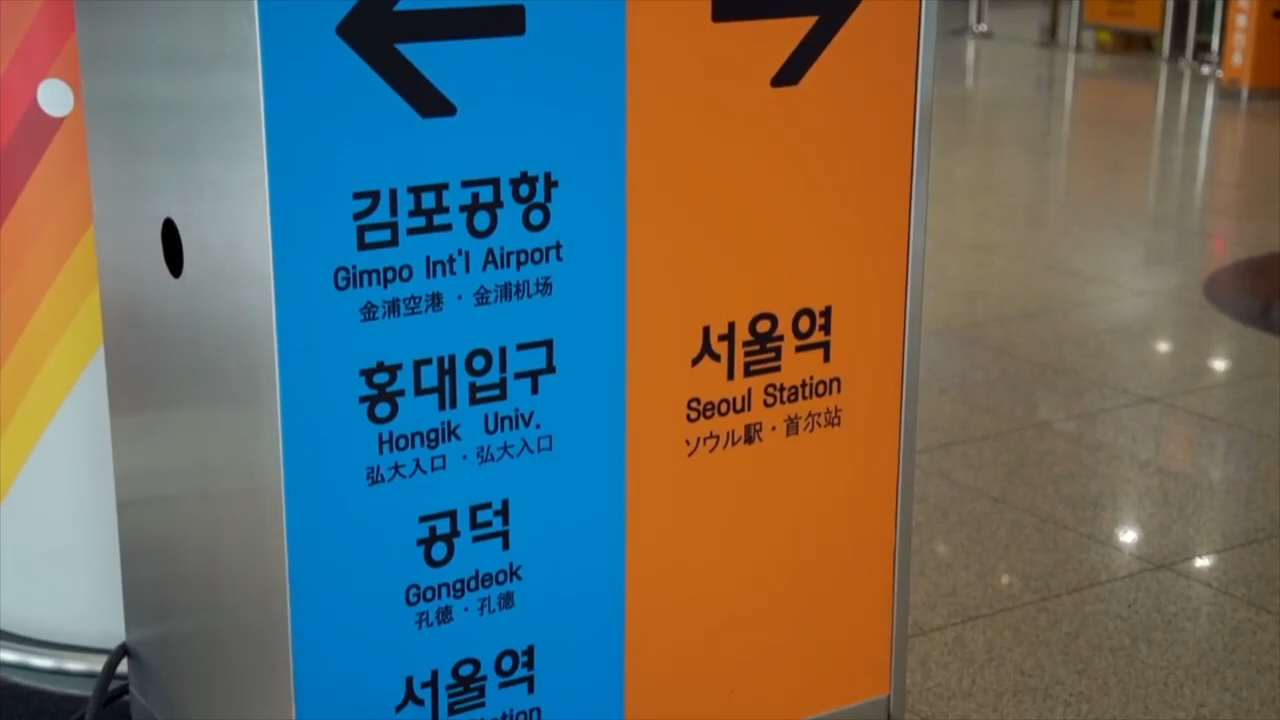 김포공항
Gimpo Int'l Airport
金浦空港 · 金浦机场
홍대입구
Hongik Univ.
弘大入口 · 弘大入口
공덕
Gongdeok
孔徳 · 孔德
서울역
서울역
Seoul Station
ソウル駅 · 首尔站